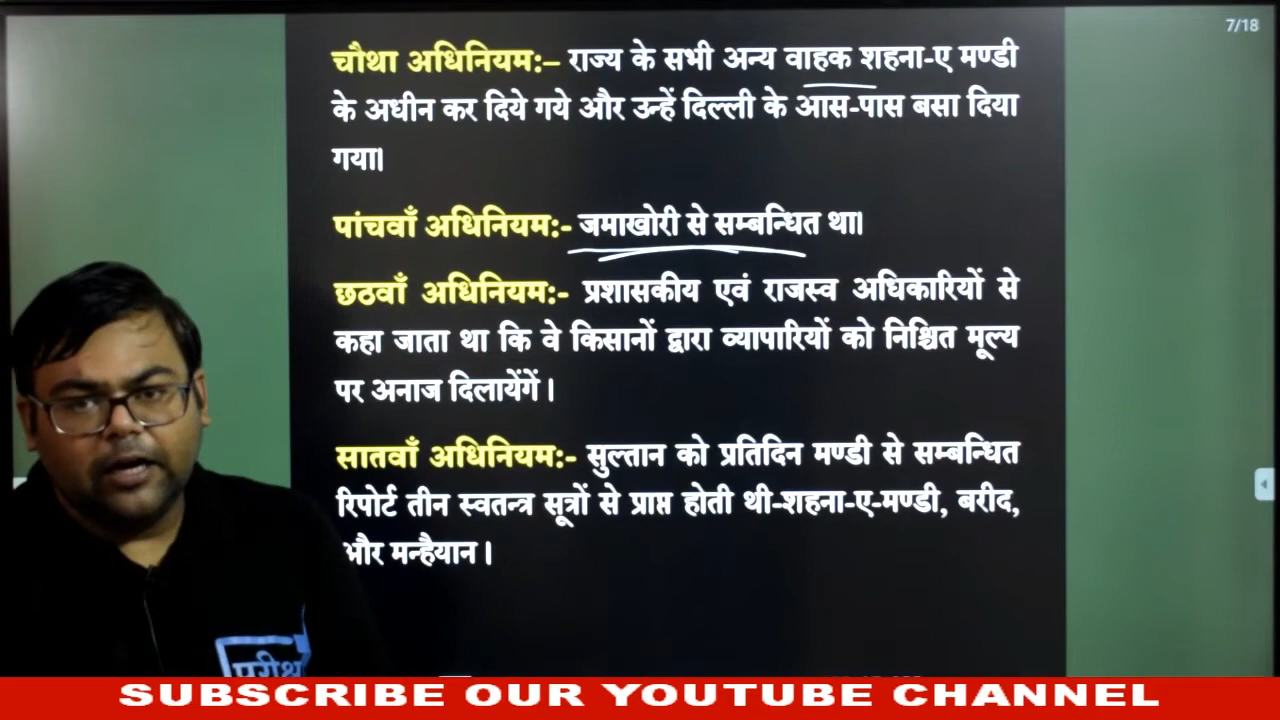 7/18
चौथा अधिनियम:– राज्य के सभी अन्य वाहक शहना-ए मण्डी
के अधीन कर दिये गये और उन्हें दिल्ली के आस-पास बसा दिया
गया।
पांचवाँ अधिनियम:- जमाखोरी से सम्बन्धित था।
छठवाँ अधिनियम:- प्रशासकीय एवं राजस्व अधिकारियों से
कहा जाता था कि वे किसानों द्वारा व्यापारियों को निश्चित मूल्य
पर अनाज दिलायेंगें।
सातवाँ अधिनियम:- सुल्तान को प्रतिदिन मण्डी से सम्बन्धित
रिपोर्ट तीन स्वतन्त्र सूत्रों से प्राप्त होती थी-शहना-ए-मण्डी, बरीद,
और मन्हैयान।
SUBSCRIBE OUR YOUTUBE CHANNEL